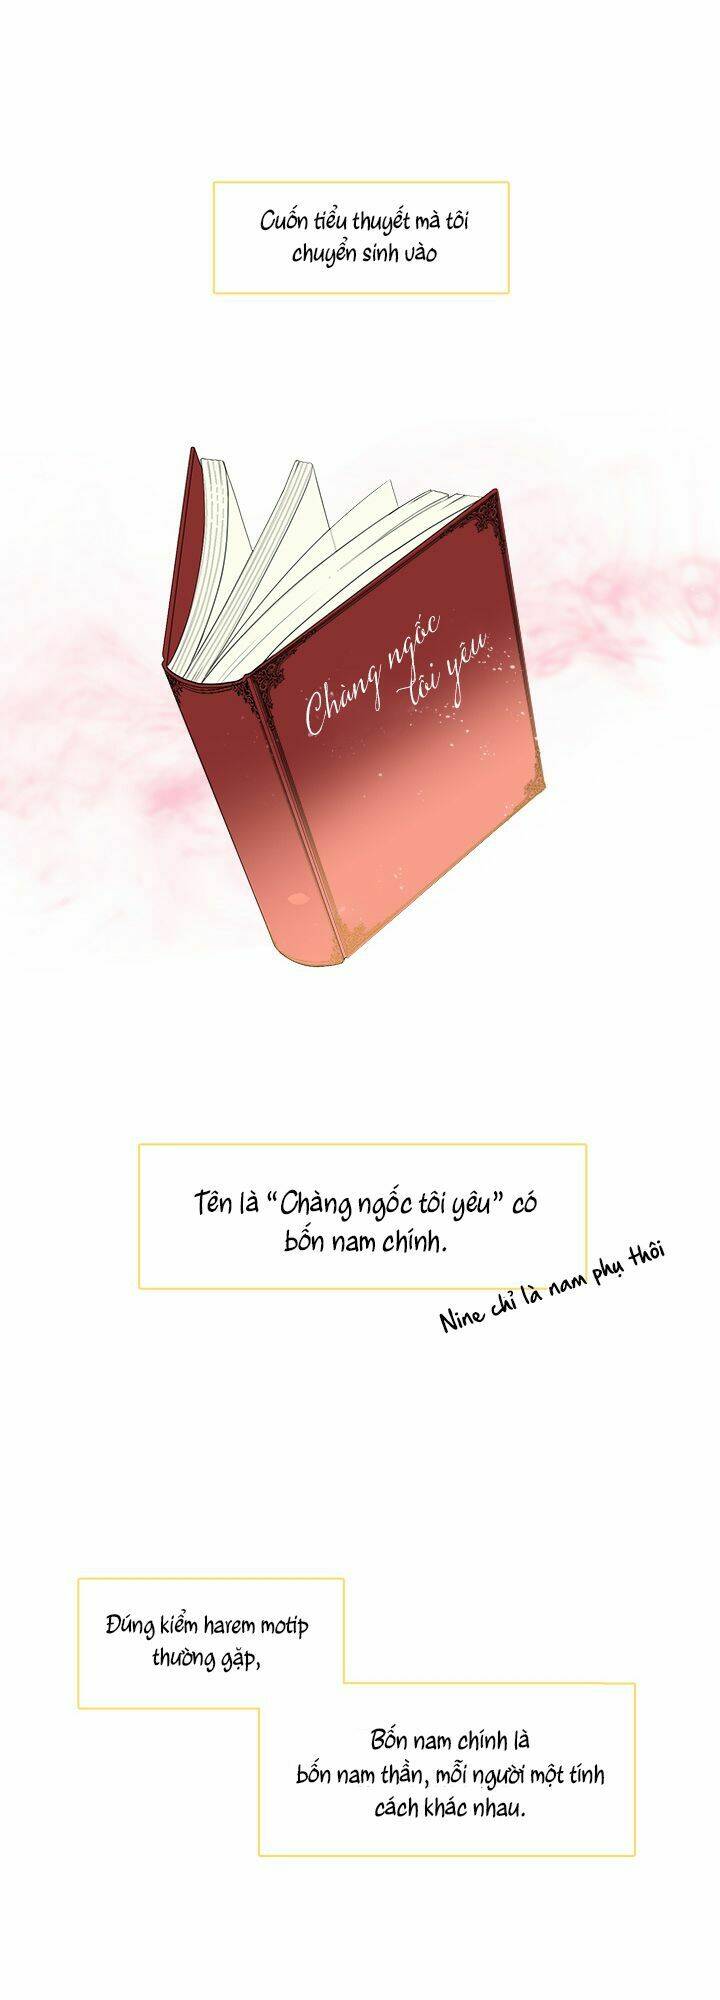 Cuốn tiểu thuyết mà tôi
chuyển sinh vào
Chàng ngốc
tôi yêu
Tên là “Chàng ngốc tôi yêu” có
bốn nam chính.
Nine chỉ là nam phụ thôi
Đúng kiểm harem motip
thường gặp,
Bốn nam chính là
bốn nam thần, mỗi người một tính
cách khác nhau.